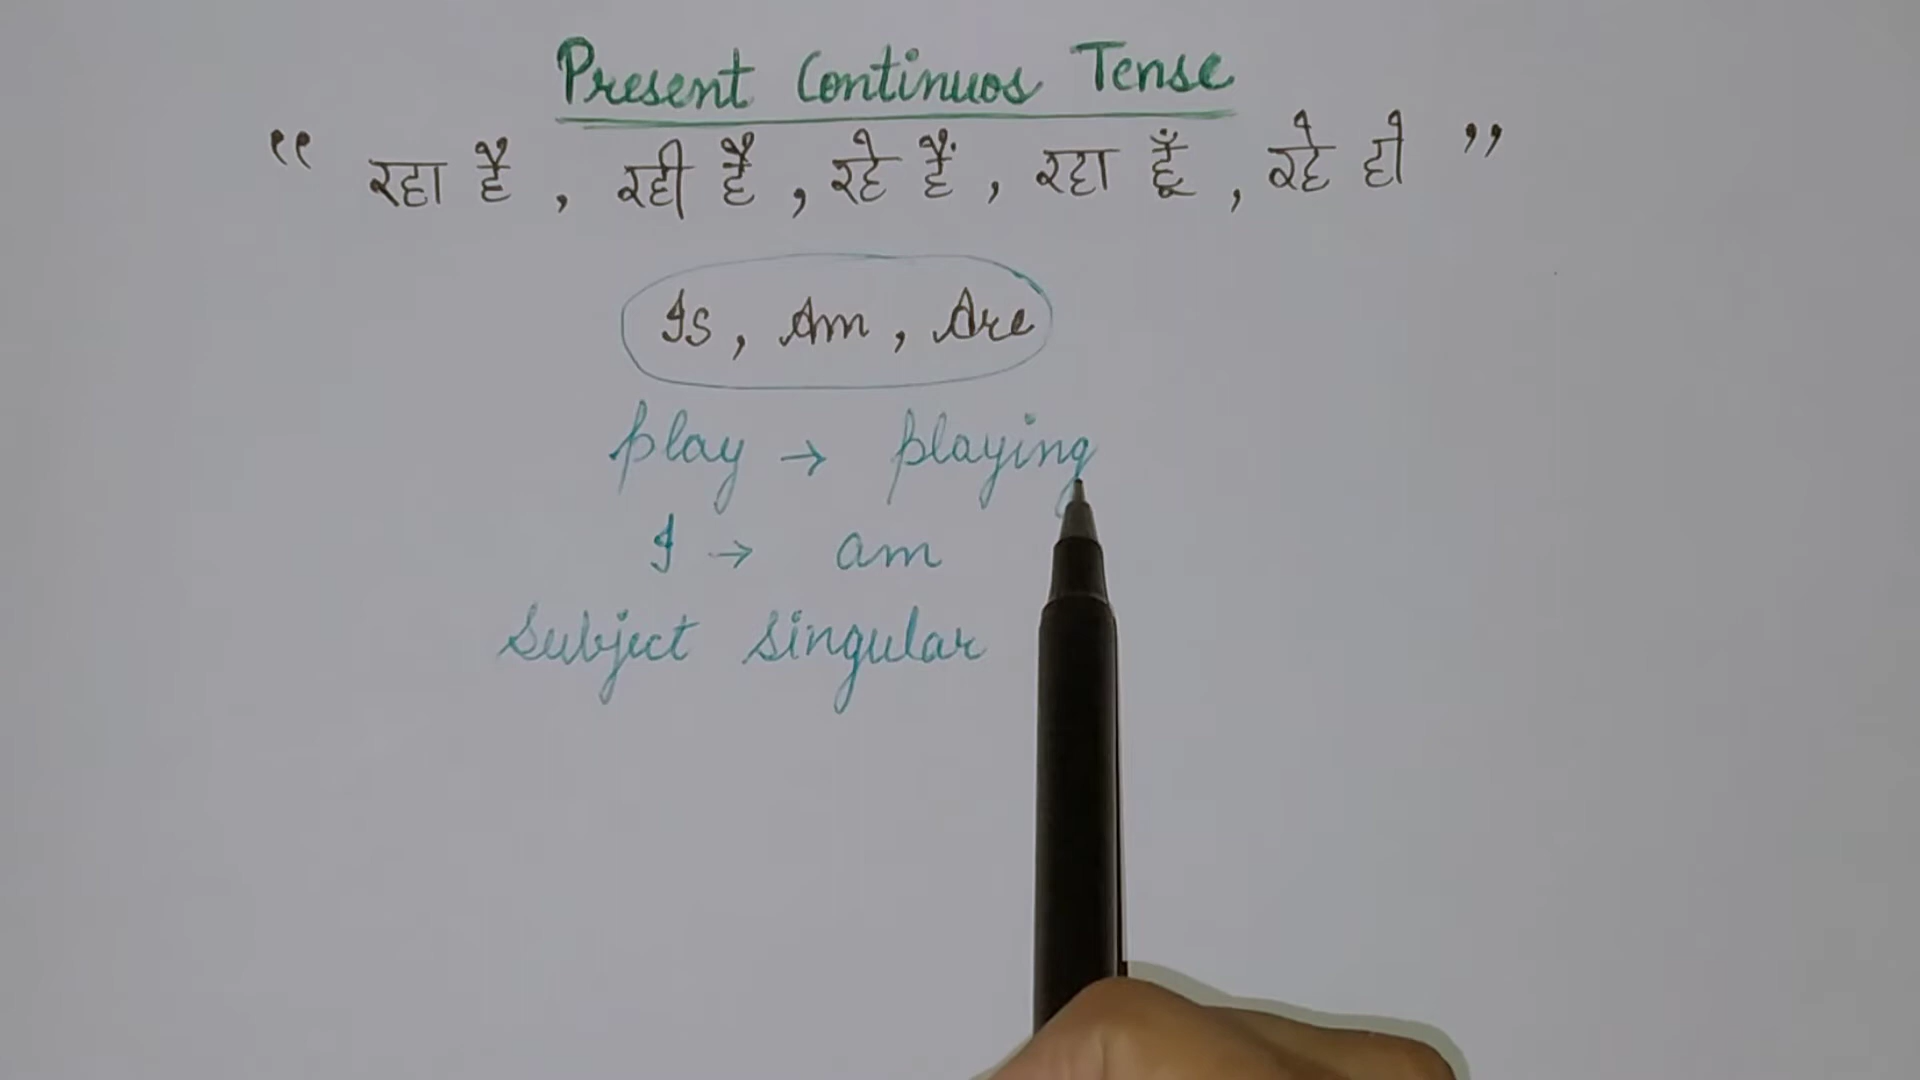 Present Continuos Tense
“ रहा है , रही है , रहे हैं , रहा हूँ , रहे हो ”
Is , Am , Are
play → playing
I → am
Subject singular